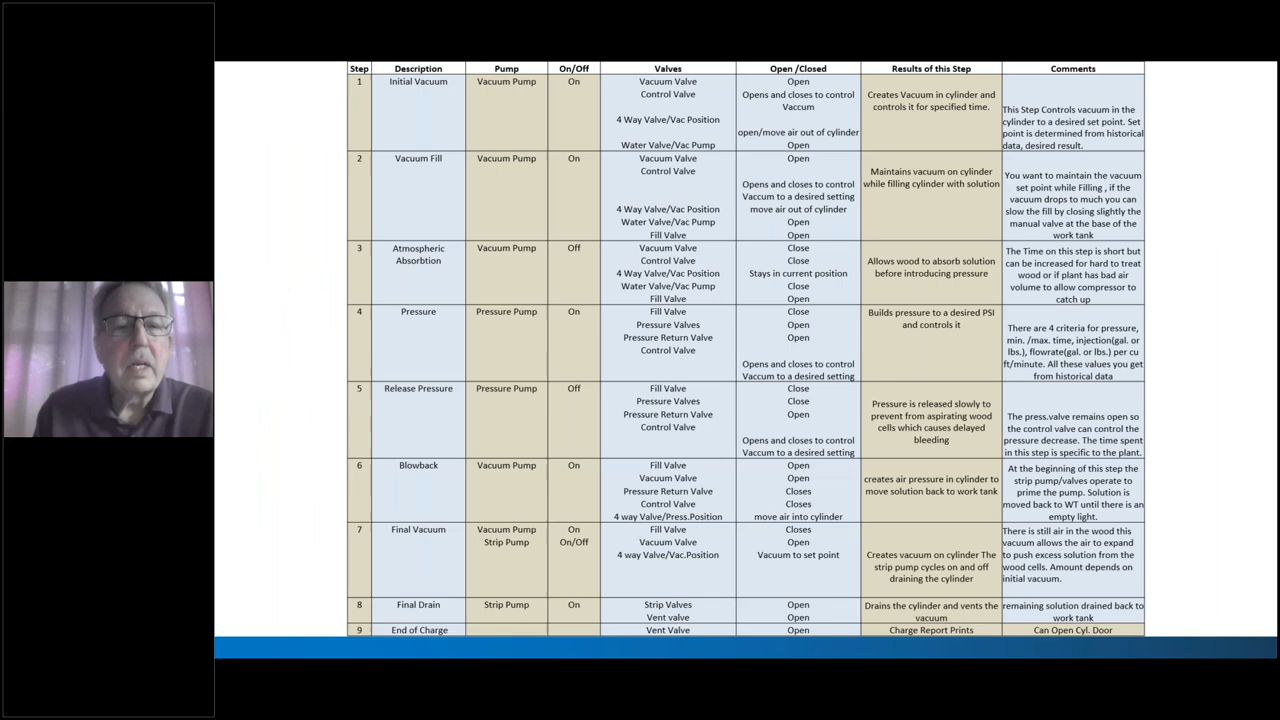 Step Description Pump On/Off Valves Open /Closed Results of this Step Comments
1 Initial Vacuum Vacuum Pump On Vacuum Valve Open
Control Valve Opens and closes to control Creates Vacuum in cylinder and
Vaccum controls it for specified time. This Step Controls vacuum in the
4 Way Valve/Vac Position cylinder to a desired set point. Set
open/move air out of cylinder point is determined from historical
Water Valve/Vac Pump Open data, desired result.
2 Vacuum Fill Vacuum Pump On Vacuum Valve Open
Control Valve Maintains vacuum on cylinder You want to maintain the vacuum
Opens and closes to control while filling cylinder with solution set point while Filling , if the
Vaccum to a desired setting vacuum drops to much you can
4 Way Valve/Vac Position move air out of cylinder slow the fill by closing slightly the
Water Valve/Vac Pump Open manual valve at the base of the
Fill Valve Open work tank
3 Atmospheric Vacuum Pump Off Vacuum Valve Close The Time on this step is short but
Absorbtion Control Valve Close Allows wood to absorb solution can be increased for hard to treat
4 Way Valve/Vac Position Stays in current position before introducing pressure wood or if plant has bad air
Water Valve/Vac Pump Close volume to allow compressor to
Fill Valve Open catch up
4 Pressure Pressure Pump On Fill Valve Close Builds pressure to a desired PSI
Pressure Valves Open and controls it There are 4 criteria for pressure,
Pressure Return Valve Open min. /max. time, injection(gal. or
Control Valve lbs.), flowrate(gal. or lbs.) per cu
Opens and closes to control ft/minute. All these values you get
Vaccum to a desired setting from historical data
5 Release Pressure Pressure Pump Off Fill Valve Close
Pressure Valves Close Pressure is released slowly to
Pressure Return Valve Open prevent from aspirating wood The press.valve remains open so
Control Valve cells which causes delayed the control valve can control the
Opens and closes to control bleeding pressure decrease. The time spent
Vaccum to a desired setting in this step is specific to the plant.
6 Blowback Vacuum Pump On Fill Valve Open At the beginning of this step the
Vacuum Valve Open creates air pressure in cylinder to strip pump/valves operate to
Pressure Return Valve Closes move solution back to work tank prime the pump. Solution is
Control Valve Closes moved back to WT until there is an
4 way Valve/Press.Position move air into cylinder empty light.
7 Final Vacuum Vacuum Pump On Fill Valve Closes There is still air in the wood this
Strip Pump On/Off Vacuum Valve Open vacuum allows the air to expand
4 way Valve/Vac.Position Vacuum to set point Creates vacuum on cylinder The to push excess solution from the
strip pump cycles on and off wood cells. Amount depends on
draining the cylinder initial vacuum.
8 Final Drain Strip Pump On Strip Valves Open Drains the cylinder and vents the remaining solution drained back to
Vent valve Open vacuum work tank
9 End of Charge Vent Valve Open Charge Report Prints Can Open Cyl. Door